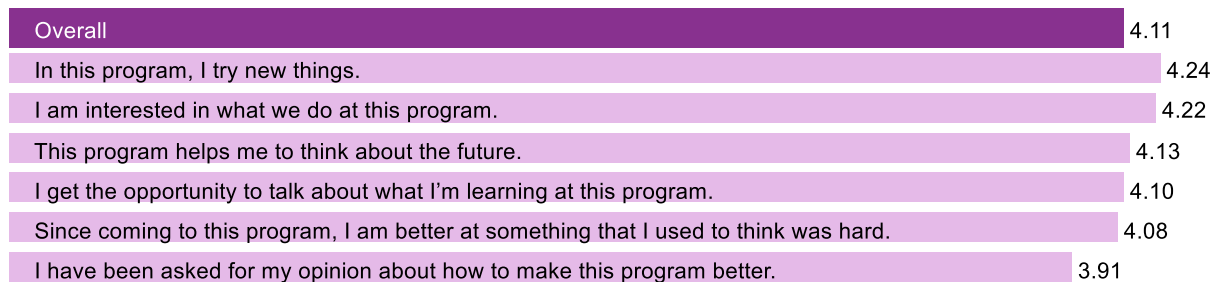 Overall 4.11
In this program, I try new things. 4.24
I am interested in what we do at this program. 4.22
This program helps me to think about the future. 4.13
I get the opportunity to talk about what I’m learning at this program. 4.10
Since coming to this program, I am better at something that I used to think was hard. 4.08
I have been asked for my opinion about how to make this program better. 3.91